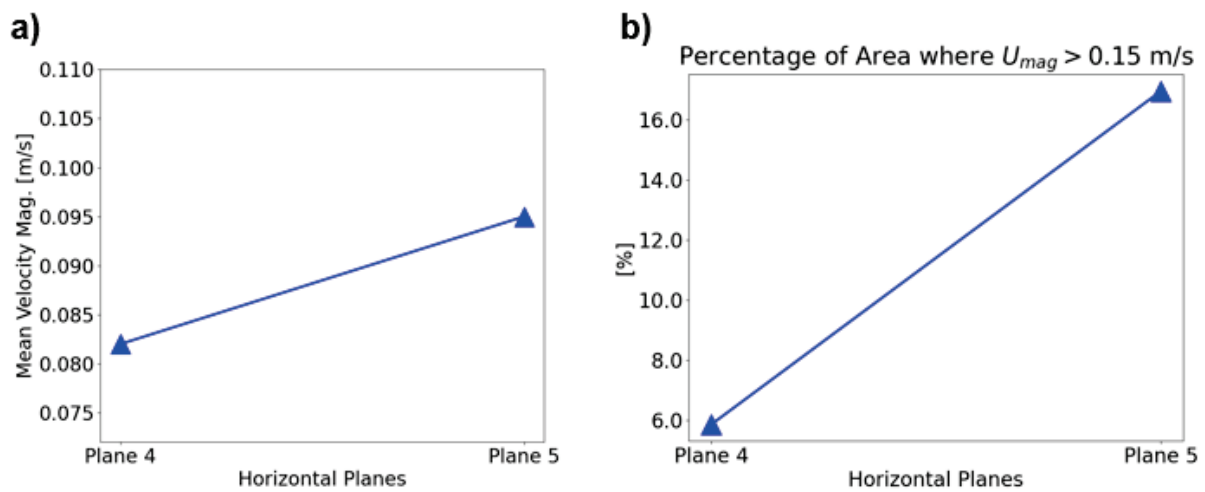 a)
Mean Velocity Mag. [m/s]
0.110
0.105
0.100
0.095
0.090
0.085
0.080
0.075
Plane 4 Plane 5
Horizontal Planes
b)
Percentage of Area where U_mag > 0.15 m/s
[%]
16.0
14.0
12.0
10.0
8.0
6.0
Plane 4 Plane 5
Horizontal Planes